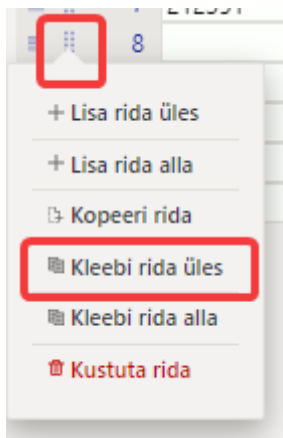 8
+ Lisa rida üles
+ Lisa rida alla
Kopeeri rida
Kleebi rida üles
Kleebi rida alla
Kustuta rida